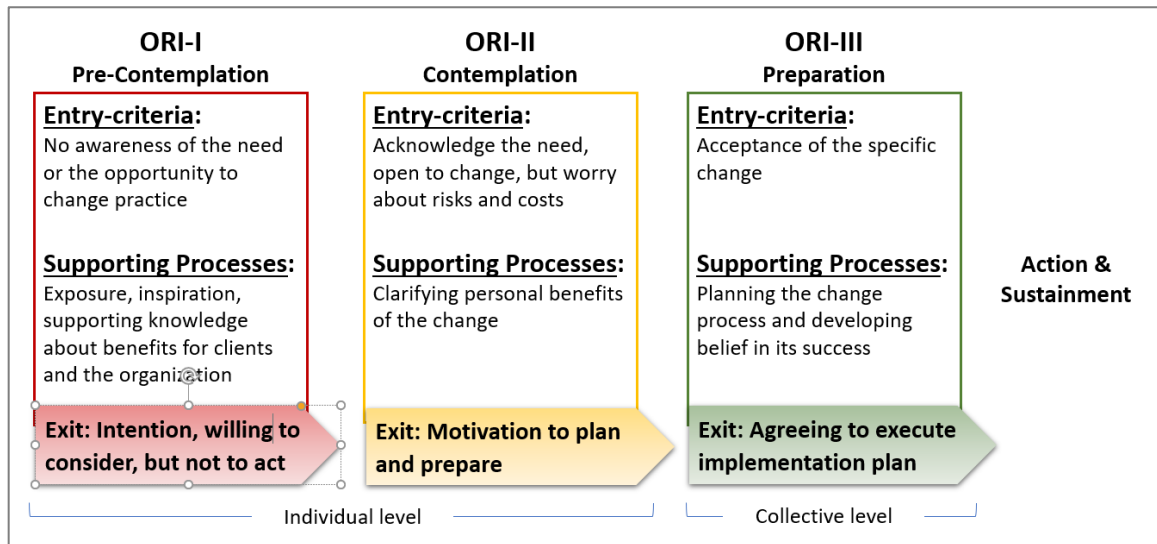 ORI-I
Pre-Contemplation
Entry-criteria:
No awareness of the need
or the opportunity to
change practice
Supporting Processes:
Exposure, inspiration,
supporting knowledge
about benefits for clients
and the organization
Exit: Intention, willing to
consider, but not to act
ORI-II
Contemplation
Entry-criteria:
Acknowledge the need,
open to change, but worry
about risks and costs
Supporting Processes:
Clarifying personal benefits
of the change
Exit: Motivation to plan
and prepare
Individual level
ORI-III
Preparation
Entry-criteria:
Acceptance of the specific
change
Supporting Processes:
Planning the change
process and developing
belief in its success
Exit: Agreeing to execute
implementation plan
Collective level
Action &
Sustainment